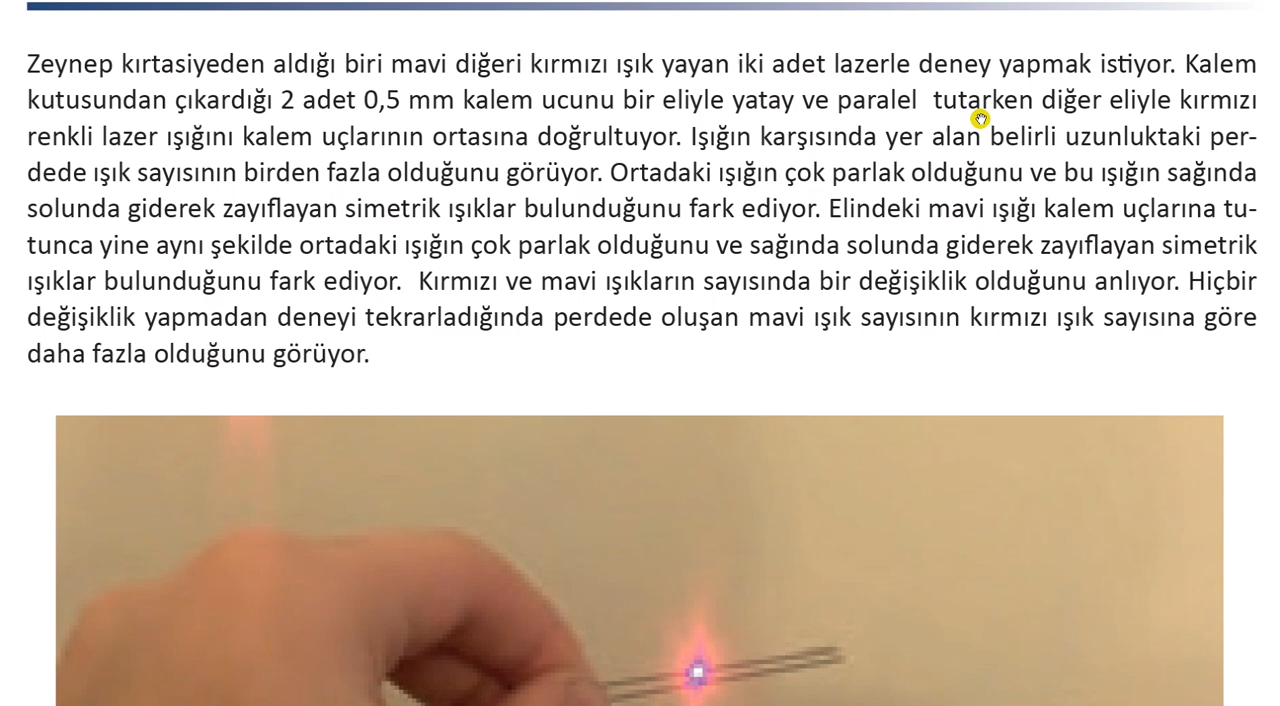 Zeynep kırtasiyeden aldığı biri mavi diğeri kırmızı ışık yayan iki adet lazerle deney yapmak istiyor. Kalem
kutusundan çıkardığı 2 adet 0,5 mm kalem ucunu bir eliyle yatay ve paralel  tutarken diğer eliyle kırmızı
renkli lazer ışığını kalem uçlarının ortasına doğrultuyor. Işığın karşısında yer alan belirli uzunluktaki per-
dede ışık sayısının birden fazla olduğunu görüyor. Ortadaki ışığın çok parlak olduğunu ve bu ışığın sağında
solunda giderek zayıflayan simetrik ışıklar bulunduğunu fark ediyor. Elindeki mavi ışığı kalem uçlarına tu-
tunca yine aynı şekilde ortadaki ışığın çok parlak olduğunu ve sağında solunda giderek zayıflayan simetrik
ışıklar bulunduğunu fark ediyor.  Kırmızı ve mavi ışıkların sayısında bir değişiklik olduğunu anlıyor. Hiçbir
değişiklik yapmadan deneyi tekrarladığında perdede oluşan mavi ışık sayısının kırmızı ışık sayısına göre
daha fazla olduğunu görüyor.